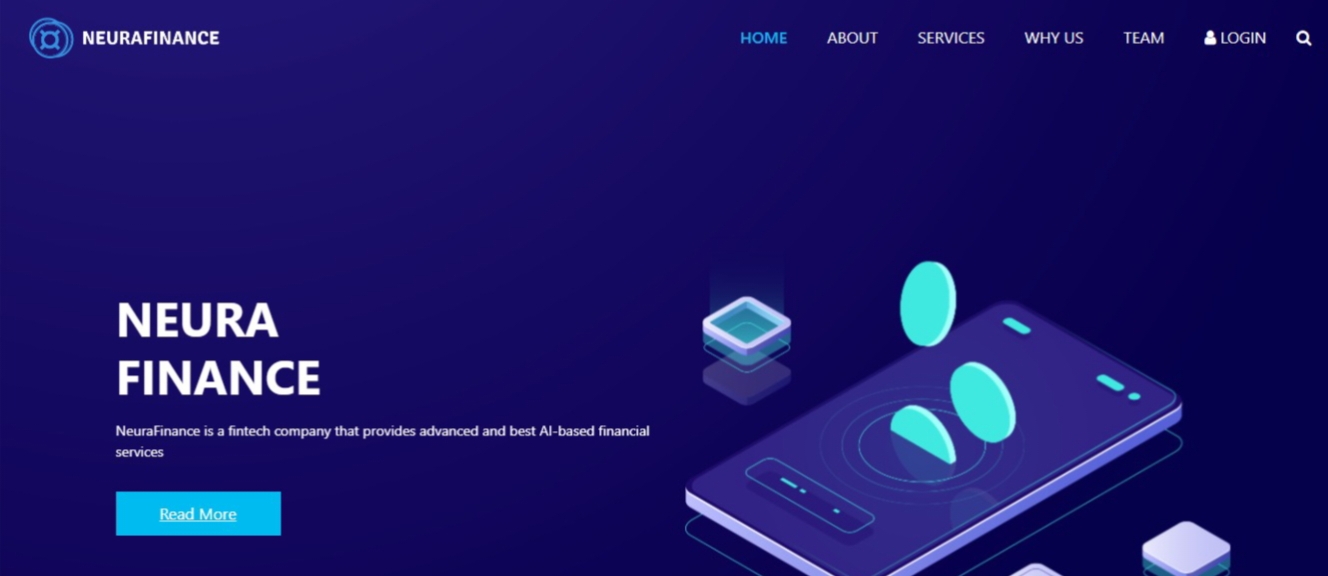 NEURAFINANCE
HOME ABOUT SERVICES WHY US TEAM LOGIN
NEURA
FINANCE
NeuraFinance is a fintech company that provides advanced and best AI-based financial
services
Read More